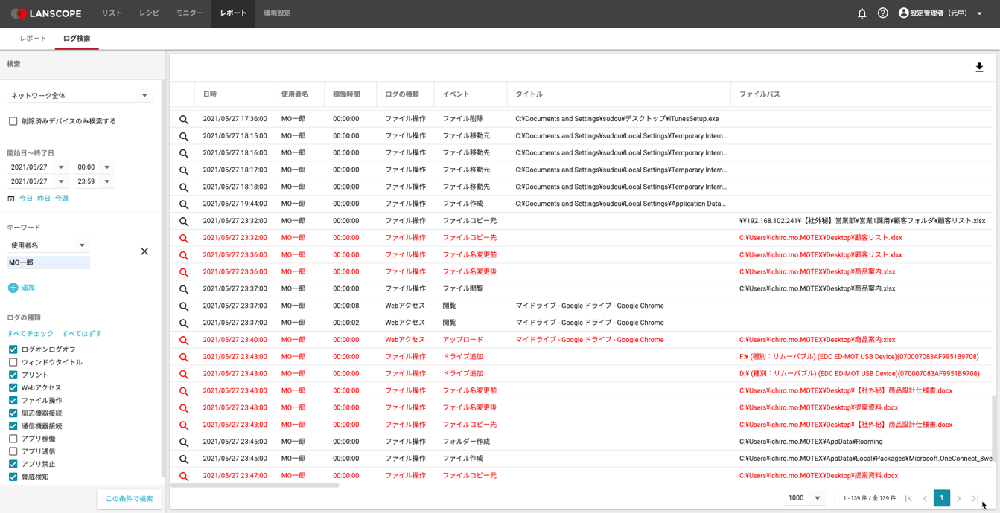 LANSCOPE リスト レシピ モニター レポート 環境設定 設定管理者（元中）
レポート ログ検索
検索
ネットワーク全体
削除済みデバイスのみ検索する
開始日～終了日
2021/05/27 00:00
2021/05/27 23:59
今日 昨日 今週
キーワード
使用者名
MO一郎
追加
ログの種類
すべてチェック すべてはずす
ログオンログオフ
ウィンドウタイトル
プリント
Webアクセス
ファイル操作
周辺機器接続
通信機器接続
アプリ稼働
アプリ通信
アプリ禁止
脅威検知
この条件で検索
日時 使用者名 稼働時間 ログの種類 イベント タイトル ファイルパス
2021/05/27 17:36:00 MO一郎 00:00:00 ファイル操作 ファイル削除 C:¥Documents and Settings¥sudou¥デスクトップ¥iTunesSetup.exe
2021/05/27 18:15:00 MO一郎 00:00:00 ファイル操作 ファイル移動元 C:¥Documents and Settings¥sudou¥Local Settings¥Temporary Intern...
2021/05/27 18:16:00 MO一郎 00:00:00 ファイル操作 ファイル移動先 C:¥Documents and Settings¥sudou¥Local Settings¥Temporary Intern...
2021/05/27 18:17:00 MO一郎 00:00:00 ファイル操作 ファイル移動元 C:¥Documents and Settings¥sudou¥Local Settings¥Temporary Intern...
2021/05/27 18:18:00 MO一郎 00:00:00 ファイル操作 ファイル移動先 C:¥Documents and Settings¥sudou¥Local Settings¥Temporary Intern...
2021/05/27 19:44:00 MO一郎 00:00:00 ファイル操作 ファイル作成 C:¥Documents and Settings¥sudou¥Local Settings¥Application Data...
2021/05/27 23:32:00 MO一郎 00:00:00 ファイル操作 ファイルコピー元 ¥¥192.168.102.241¥【社外秘】営業部¥営業1課用¥顧客フォルダ¥顧客リスト.xlsx
2021/05/27 23:32:00 MO一郎 00:00:00 ファイル操作 ファイルコピー先 C:¥Users¥ichiro.mo.MOTEX¥Desktop¥顧客リスト.xlsx
2021/05/27 23:36:00 MO一郎 00:00:00 ファイル操作 ファイル名変更前 C:¥Users¥ichiro.mo.MOTEX¥Desktop¥顧客リスト.xlsx
2021/05/27 23:36:00 MO一郎 00:00:00 ファイル操作 ファイル名変更後 C:¥Users¥ichiro.mo.MOTEX¥Desktop¥商品案内.xlsx
2021/05/27 23:37:00 MO一郎 00:00:00 ファイル操作 ファイル閲覧 C:¥Users¥ichiro.mo.MOTEX¥Desktop¥商品案内.xlsx
2021/05/27 23:37:00 MO一郎 00:00:08 Webアクセス 閲覧 マイドライブ - Google ドライブ - Google Chrome
2021/05/27 23:37:00 MO一郎 00:00:02 Webアクセス 閲覧 マイドライブ - Google ドライブ - Google Chrome
2021/05/27 23:40:00 MO一郎 00:00:00 Webアクセス アップロード マイドライブ - Google ドライブ - Google Chrome C:¥Users¥ichiro.mo.MOTEX¥Desktop¥商品案内.xlsx
2021/05/27 23:43:00 MO一郎 00:00:00 ファイル操作 ドライブ追加 F:¥ (種別：リムーバブル) (EDC ED-MOT USB Device)(070007083AF9951B9708)
2021/05/27 23:43:00 MO一郎 00:00:00 ファイル操作 ドライブ追加 D:¥ (種別：リムーバブル) (EDC ED-MOT USB Device)(070007083AF9951B9708)
2021/05/27 23:43:00 MO一郎 00:00:00 ファイル操作 ファイル名変更前 C:¥Users¥ichiro.mo.MOTEX¥Desktop¥【社外秘】商品設計仕様書.docx
2021/05/27 23:43:00 MO一郎 00:00:00 ファイル操作 ファイル名変更後 C:¥Users¥ichiro.mo.MOTEX¥Desktop¥提案資料.docx
2021/05/27 23:43:00 MO一郎 00:00:00 ファイル操作 ファイルコピー先 C:¥Users¥ichiro.mo.MOTEX¥Desktop¥【社外秘】商品設計仕様書.docx
2021/05/27 23:45:00 MO一郎 00:00:00 ファイル操作 フォルダー作成 C:¥Users¥ichiro.mo.MOTEX¥AppData¥Roaming
2021/05/27 23:45:00 MO一郎 00:00:00 ファイル操作 ファイル作成 C:¥Users¥ichiro.mo.MOTEX¥AppData¥Local¥Packages¥Microsoft.OneConnect_8we
2021/05/27 23:47:00 MO一郎 00:00:00 ファイル操作 ファイルコピー元 C:¥Users¥ichiro.mo.MOTEX¥Desktop¥提案資料.docx
1000 1 - 139 件 / 全 139 件 1